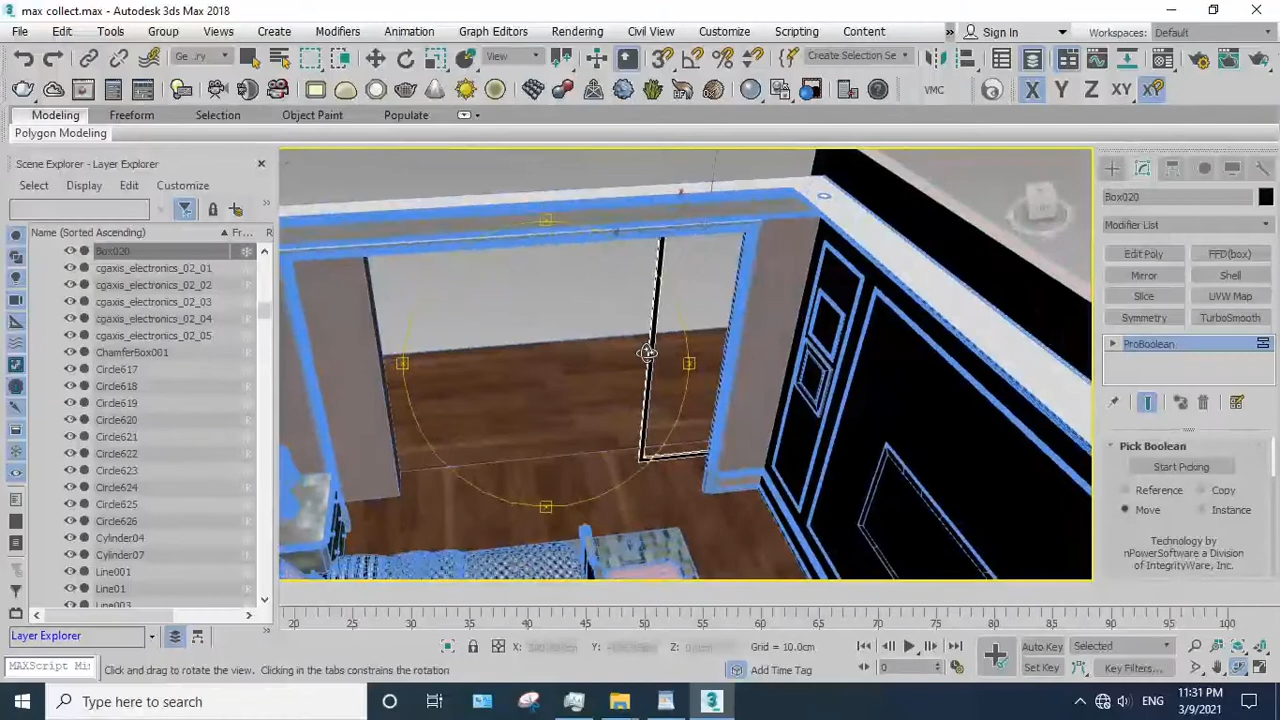 max collect.max - Autodesk 3ds Max 2018
File Edit Tools Group Views Create Modifiers Animation Graph Editors Rendering Civil View Customize Scripting Content » Sign In Workspaces: Default
View Create Selection Se
VMC X Y Z XY
Modeling Freeform Selection Object Paint Populate
Polygon Modeling
Scene Explorer - Layer Explorer
Select Display Edit Customize
Name (Sorted Ascending) Fr R
Box020
cgaxis_electronics_02_01
cgaxis_electronics_02_02
cgaxis_electronics_02_03
cgaxis_electronics_02_04
cgaxis_electronics_02_05
ChamferBox001
Circle617
Circle618
Circle619
Circle620
Circle621
Circle622
Circle623
Circle624
Circle625
Circle626
Cylinder04
Cylinder07
Line001
Line01
Line003
Layer Explorer
Box020
Modifier List
Edit Poly FFD(box)
Mirror Shell
Slice UVW Map
Symmetry TurboSmooth
ProBoolean
Pick Boolean
Start Picking
Reference Copy
Move Instance
Technology by
nPowerSoftware a Division
of IntegrityWare, Inc.
20 25 30 35 40 45 50 55 60 65 70 75 80 85 90 95 100
X: Y: Z: Grid = 10.0cm Auto Key Selected
MAXScript Mi Click and drag to rotate the view. Clicking in the tabs constrains the rotation Add Time Tag 0 Set Key Key Filters...
Type here to search
ENG
11:31 PM
3/9/2021